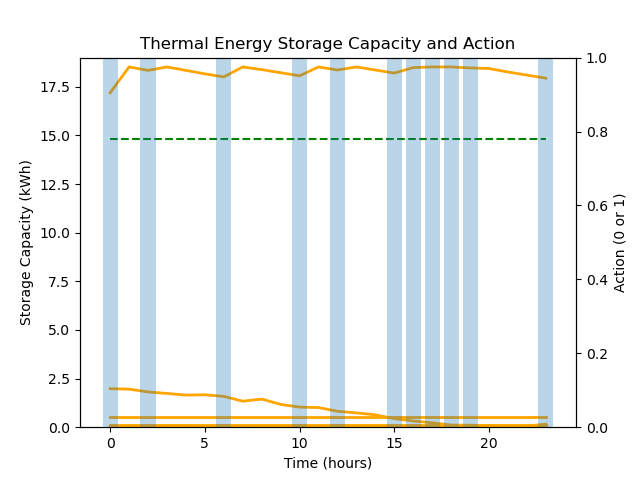 Thermal Energy Storage Capacity and Action
Storage Capacity (kWh)
17.5
15.0
12.5
10.0
7.5
5.0
2.5
0.0
1.0
0.8
0.6
0.4
0.2
0.0
Action (0 or 1)
0 5 10 15 20
Time (hours)